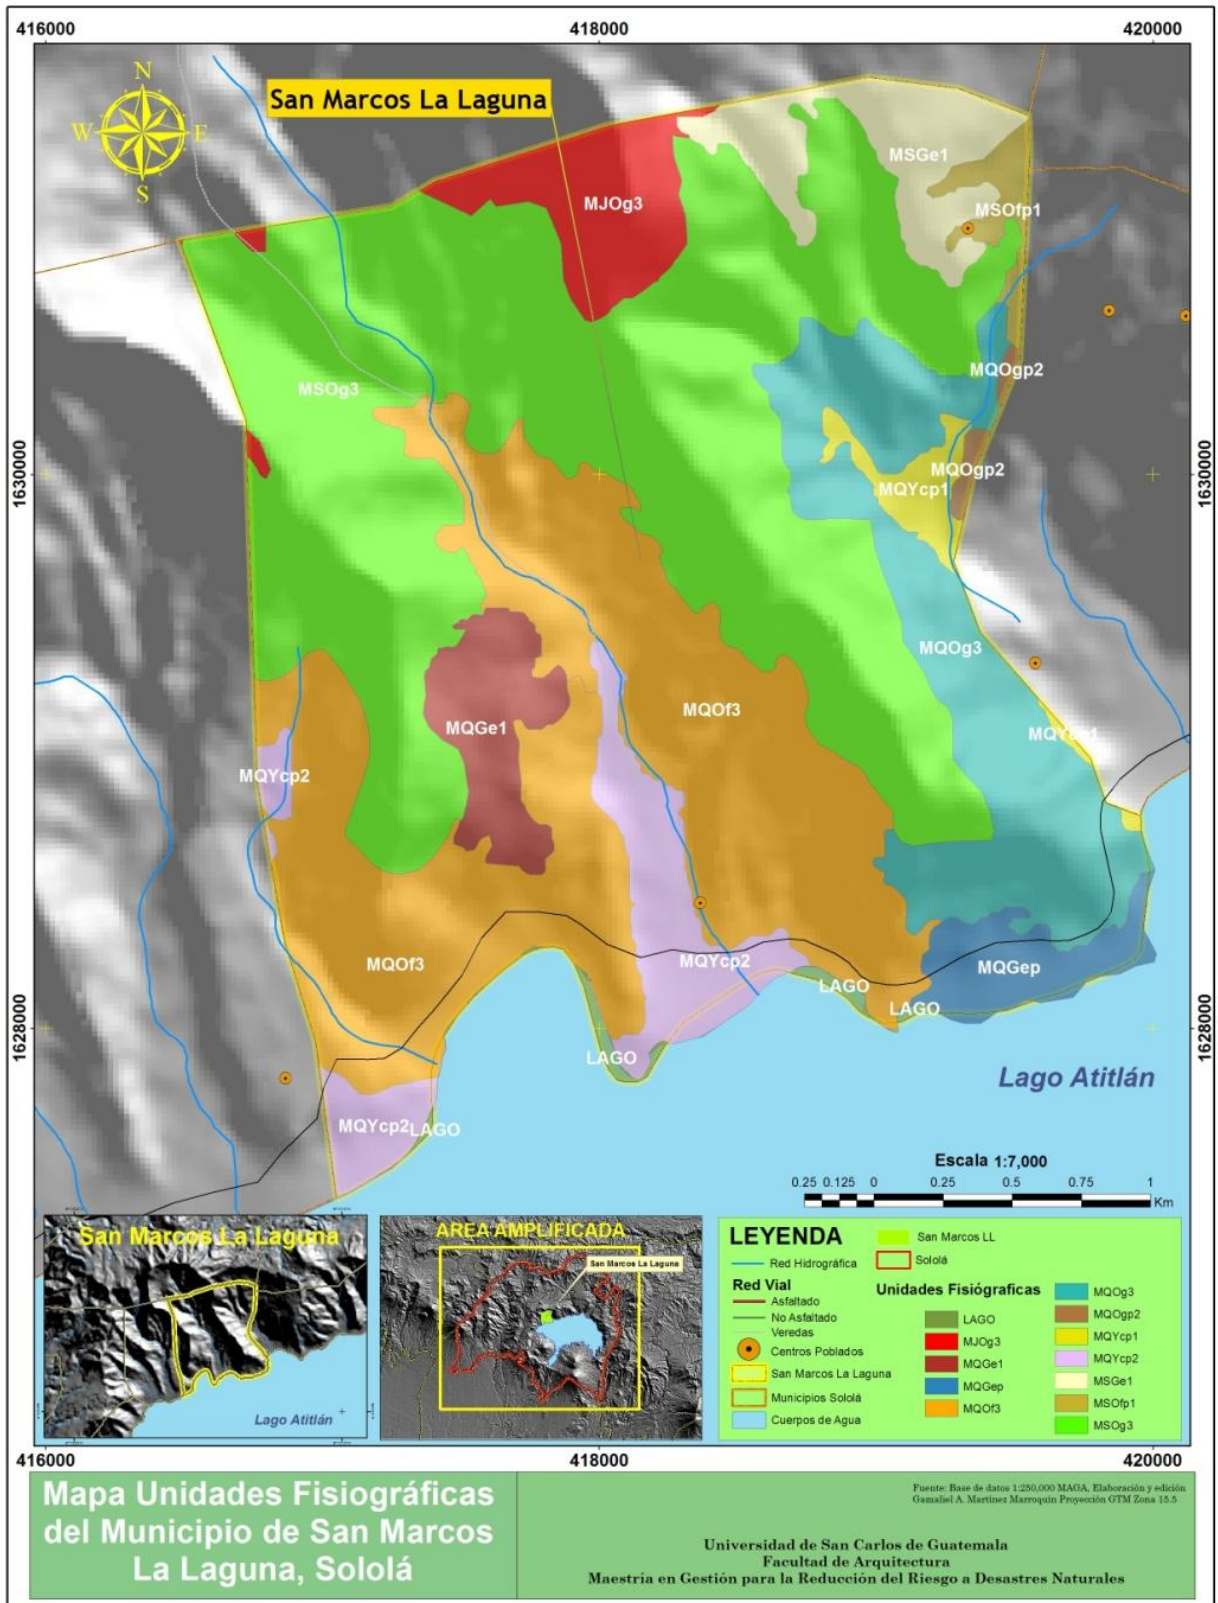 416000
418000
420000
N
W
E
S
San Marcos La Laguna
MSGe1
MJOg3
MSOfp1
MQOgp2
MSOg3
1630000
1630000
MQOgp2
MQYcp1
MQOg3
MQOf3
MQGe1
MQYcp1
MQYcp2
MQOf3
MQYcp2
MQGep
LAGO
LAGO
1628000
1628000
LAGO
Lago Atitlán
MQYcp2
LAGO
Escala 1:7,000
0.25 0.125 0 0.25 0.5 0.75 1
Km
San Marcos La Laguna
Lago Atitlán
AREA AMPLIFICADA
San Marcos La Laguna
LEYENDA
Red Hidrográfica
Red Vial
Asfaltado
No Asfaltado
Veredas
Centros Poblados
San Marcos La Laguna
Municipios Sololá
Cuerpos de Agua
San Marcos LL
Sololá
Unidades Fisiógraficas
LAGO
MJOg3
MQGe1
MQGep
MQOf3
MQOg3
MQOgp2
MQYcp1
MQYcp2
MSGe1
MSOfp1
MSOg3
416000
418000
420000
Mapa Unidades Fisiográficas
del Municipio de San Marcos
La Laguna, Sololá
Fuente: Base de datos 1:250,000 MAGA, Elaboración y edición
Gamaliel A. Martinez Marroquin Proyección GTM Zona 15.5
Universidad de San Carlos de Guatemala
Facultad de Arquitectura
Maestría en Gestión para la Reducción del Riesgo a Desastres Naturales